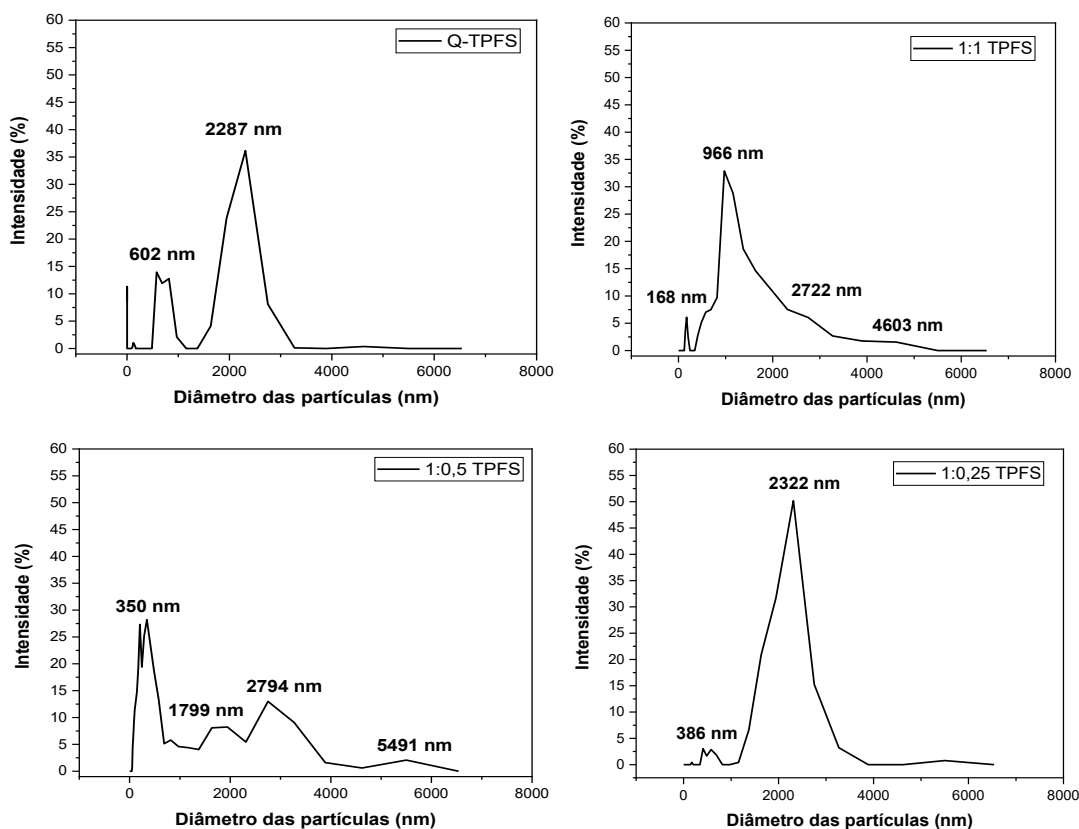 Q-TPFS
2287 nm
602 nm
Intensidade (%)
60
55
50
45
40
35
30
25
20
15
10
5
0
0 2000 4000 6000 8000
Diâmetro das partículas (nm)
1:1 TPFS
966 nm
168 nm
2722 nm
4603 nm
Intensidade (%)
60
55
50
45
40
35
30
25
20
15
10
5
0
0 2000 4000 6000 8000
Diâmetro das partículas (nm)
1:0,5 TPFS
350 nm
1799 nm
2794 nm
5491 nm
Intensidade (%)
60
55
50
45
40
35
30
25
20
15
10
5
0
0 2000 4000 6000 8000
Diâmetro das partículas (nm)
1:0,25 TPFS
2322 nm
386 nm
Intensidade (%)
60
55
50
45
40
35
30
25
20
15
10
5
0
0 2000 4000 6000 8000
Diâmetro das partículas (nm)